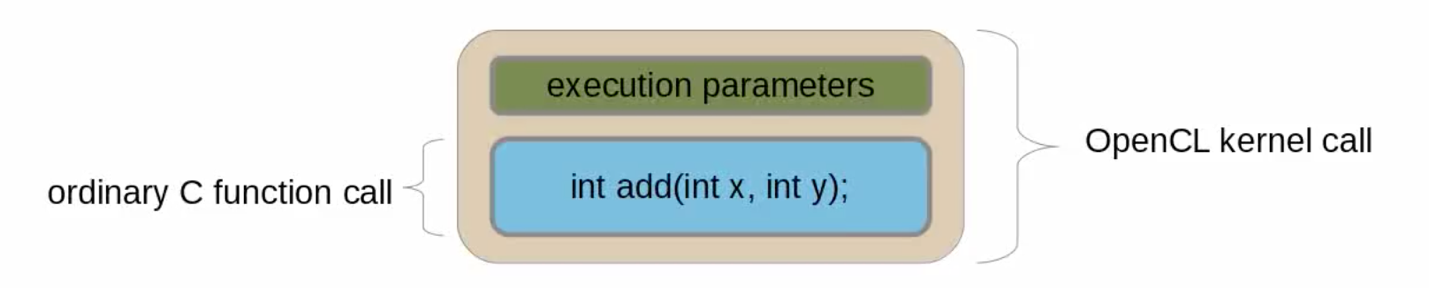 execution parameters
OpenCL kernel call
ordinary C function call
int add(int x, int y);